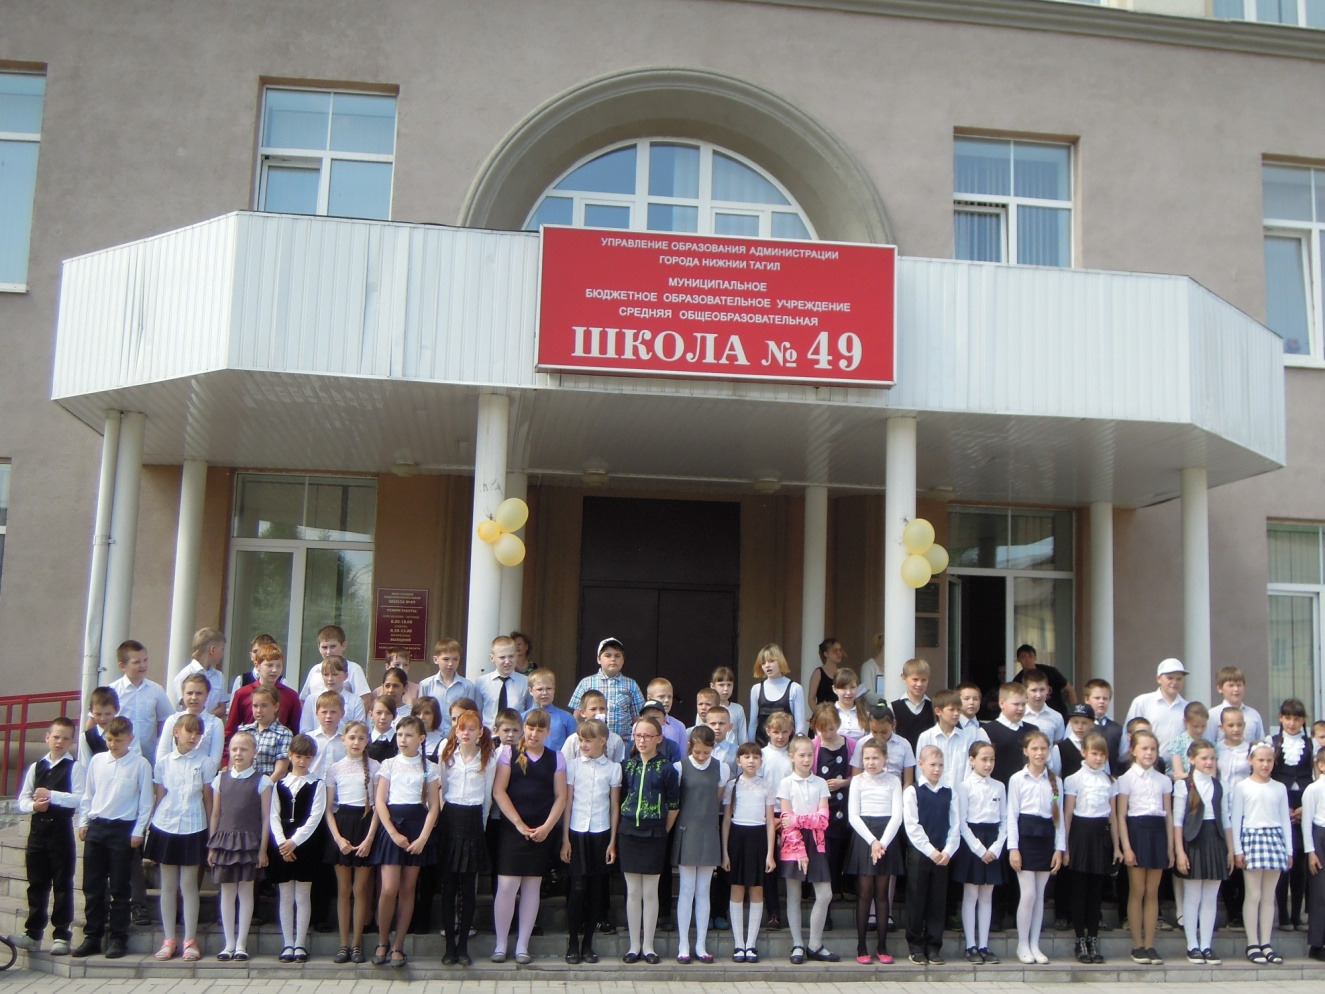 УПРАВЛЕНИЕ ОБРАЗОВАНИЯ АДМИНИСТРАЦИИ
ГОРОДА НИЖНИЙ ТАГИЛ
МУНИЦИПАЛЬНОЕ
БЮДЖЕТНОЕ ОБРАЗОВАТЕЛЬНОЕ УЧРЕЖДЕНИЕ
СРЕДНЯЯ ОБЩЕОБРАЗОВАТЕЛЬНАЯ
ШКОЛА № 49